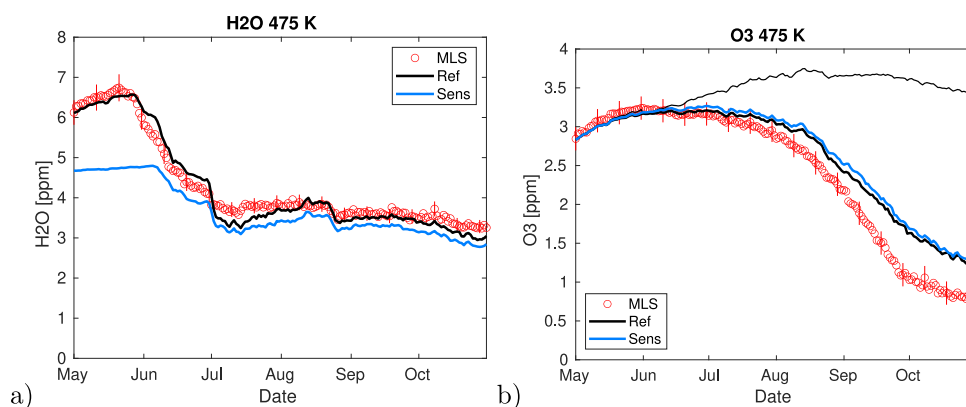 H2O 475 K
H2O [ppm]
8
7
6
5
4
3
2
1
0
May Jun Jul Aug Sep Oct
Date
MLS
Ref
Sens
a)
O3 475 K
O3 [ppm]
4
3.5
3
2.5
2
1.5
1
0.5
0
May Jun Jul Aug Sep Oct
Date
MLS
Ref
Sens
b)